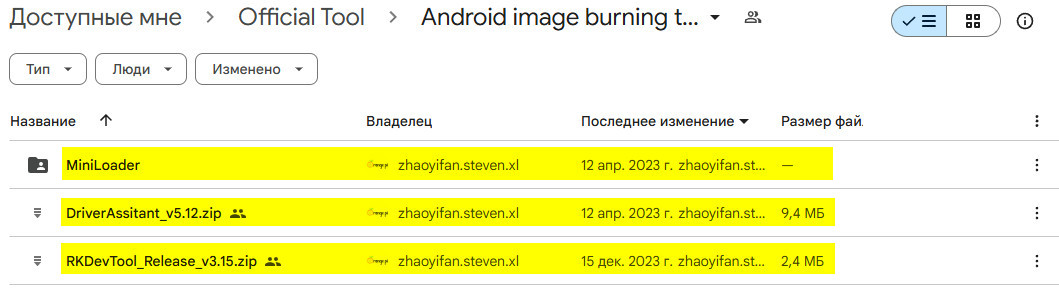 Доступные мне > Official Tool > Android image burning t...
Тип Люди Изменено
Название Владелец Последнее изменение Размер фай
MiniLoader zhaoyifan.steven.xl 12 апр. 2023 г. zhaoyifan.st... —
DriverAssitant_v5.12.zip zhaoyifan.steven.xl 12 апр. 2023 г. zhaoyifan.st... 9,4 МБ
RKDevTool_Release_v3.15.zip zhaoyifan.steven.xl 15 дек. 2023 г. zhaoyifan.st... 2,4 МБ